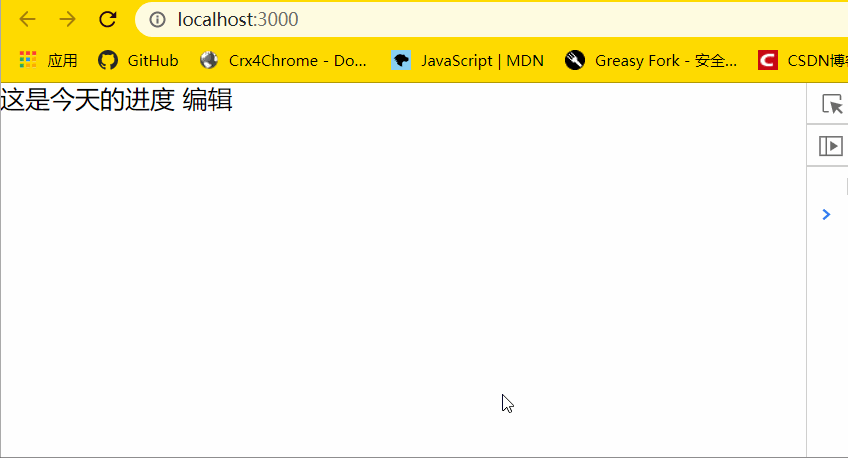 localhost:3000
应用 GitHub Crx4Chrome - Do... JavaScript | MDN Greasy Fork - 安全... CSDN博客
这是今天的进度 编辑